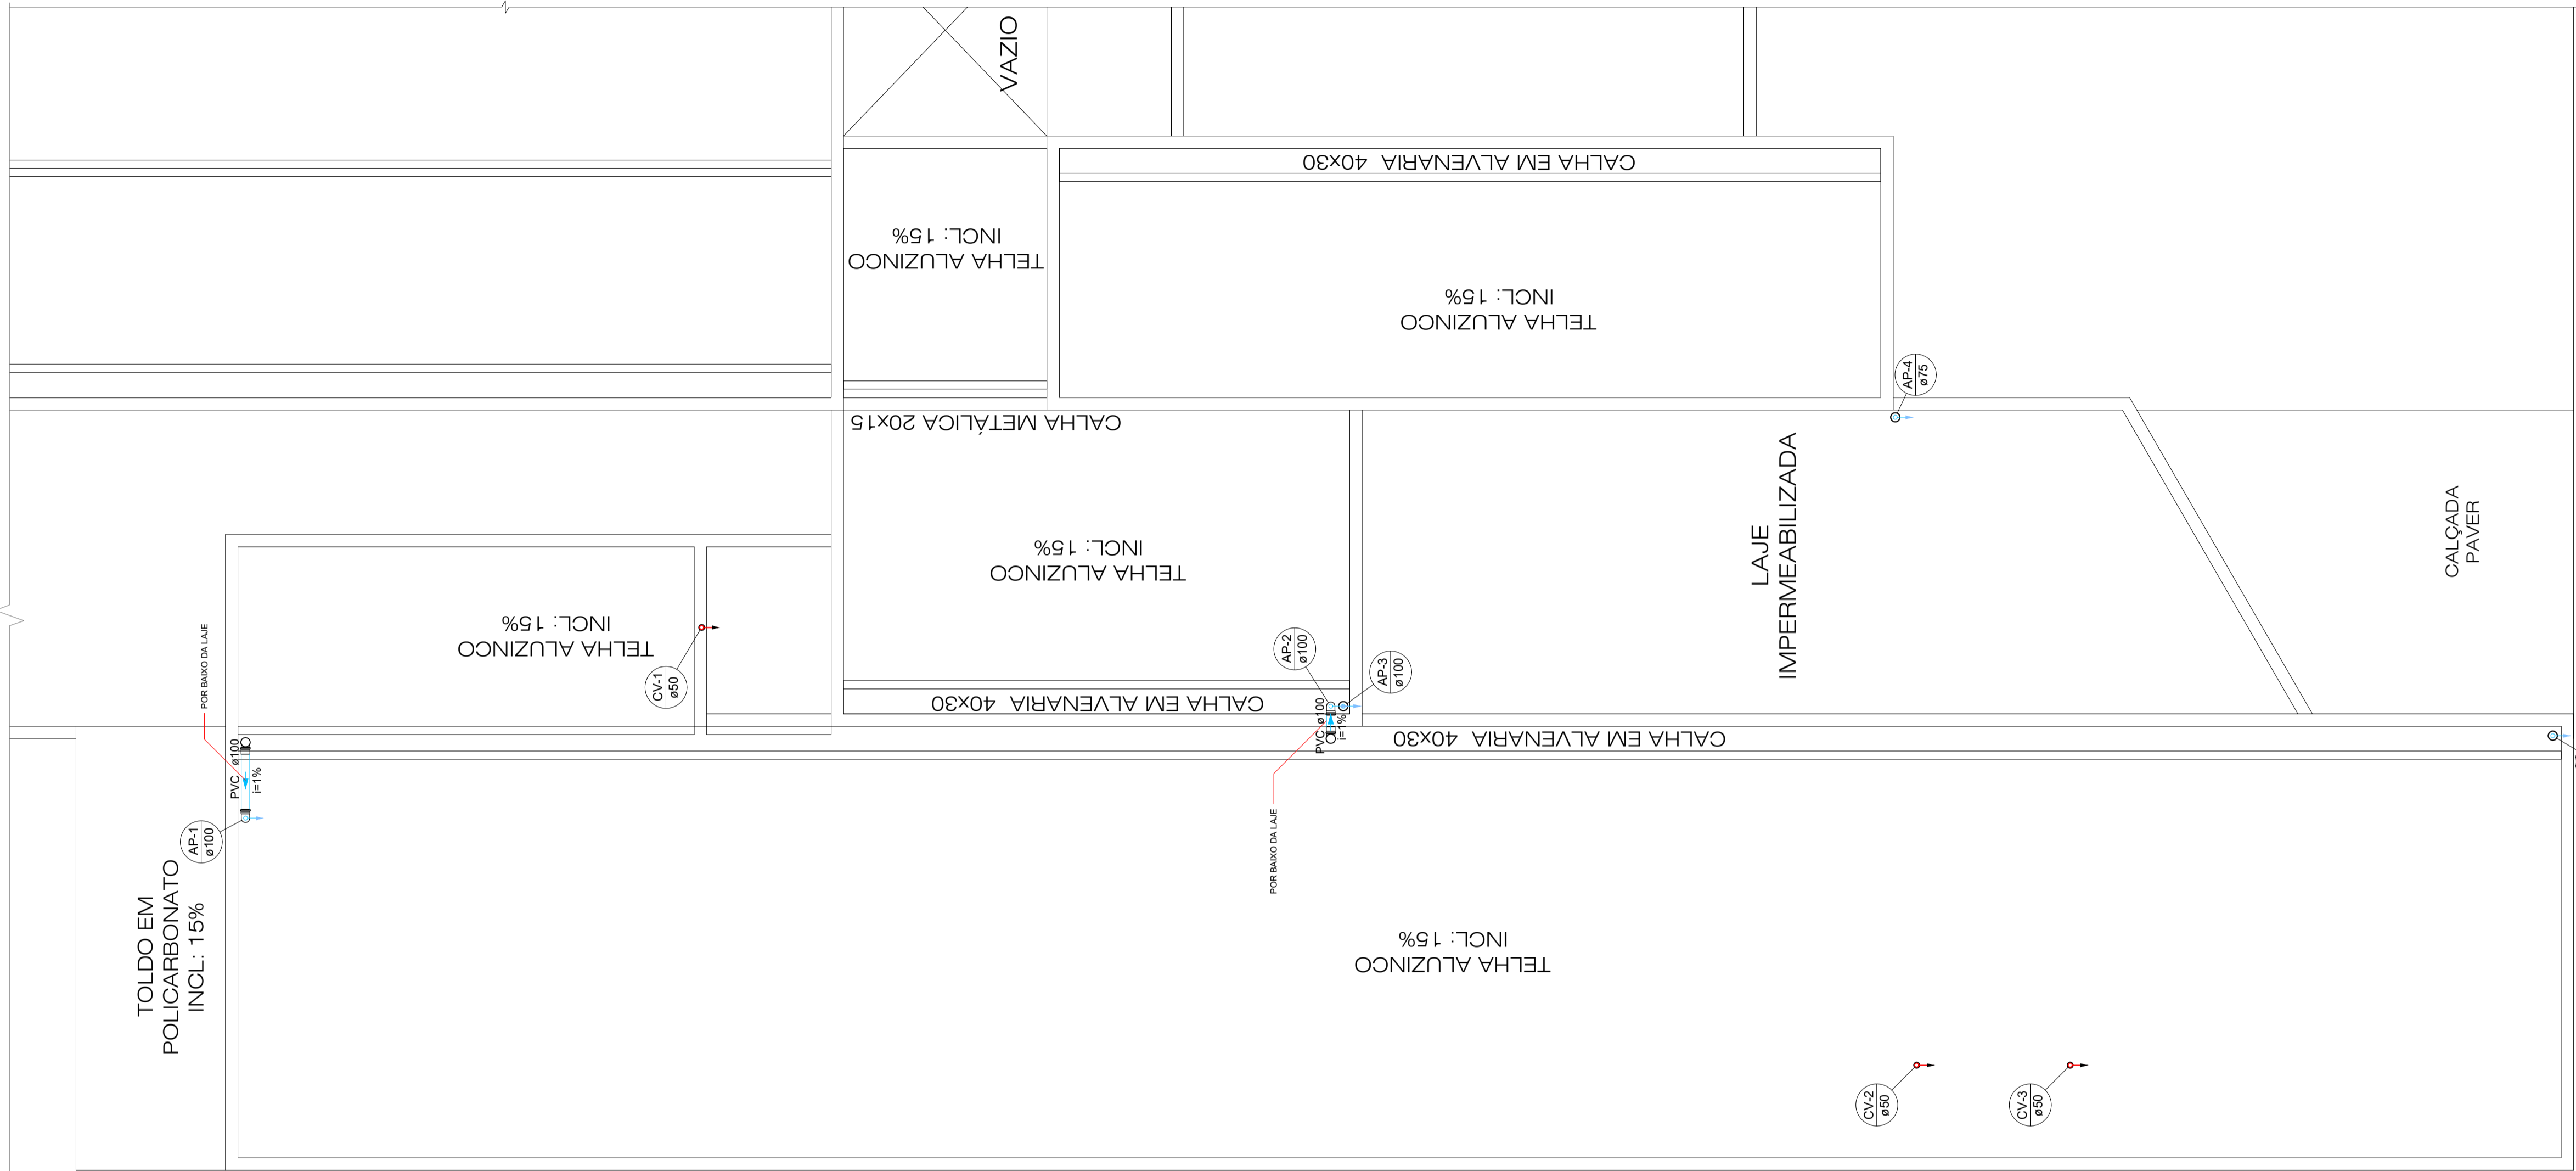 VAZIO
CALHA EM ALVENARIA 40x30
TELHA ALUZINCO
INCL.: 15%
TELHA ALUZINCO
INCL.: 15%
AP-4
ø75
CALHA METÁLICA 20x15
LAJE
IMPERMEABILIZADA
CALÇADA
PAVER
TELHA ALUZINCO
INCL.: 15%
TELHA ALUZINCO
INCL.: 15%
POR BAIXO DA LAJE
CV-1
ø50
AP-2
ø100
AP-3
ø100
CALHA EM ALVENARIA 40x30
PVC ø100
i=1%
CALHA EM ALVENARIA 40x30
PVC ø100
i=1%
AP-1
ø100
POR BAIXO DA LAJE
TOLDO EM
POLICARBONATO
INCL.: 15%
TELHA ALUZINCO
INCL.: 15%
CV-2
ø50
CV-3
ø50